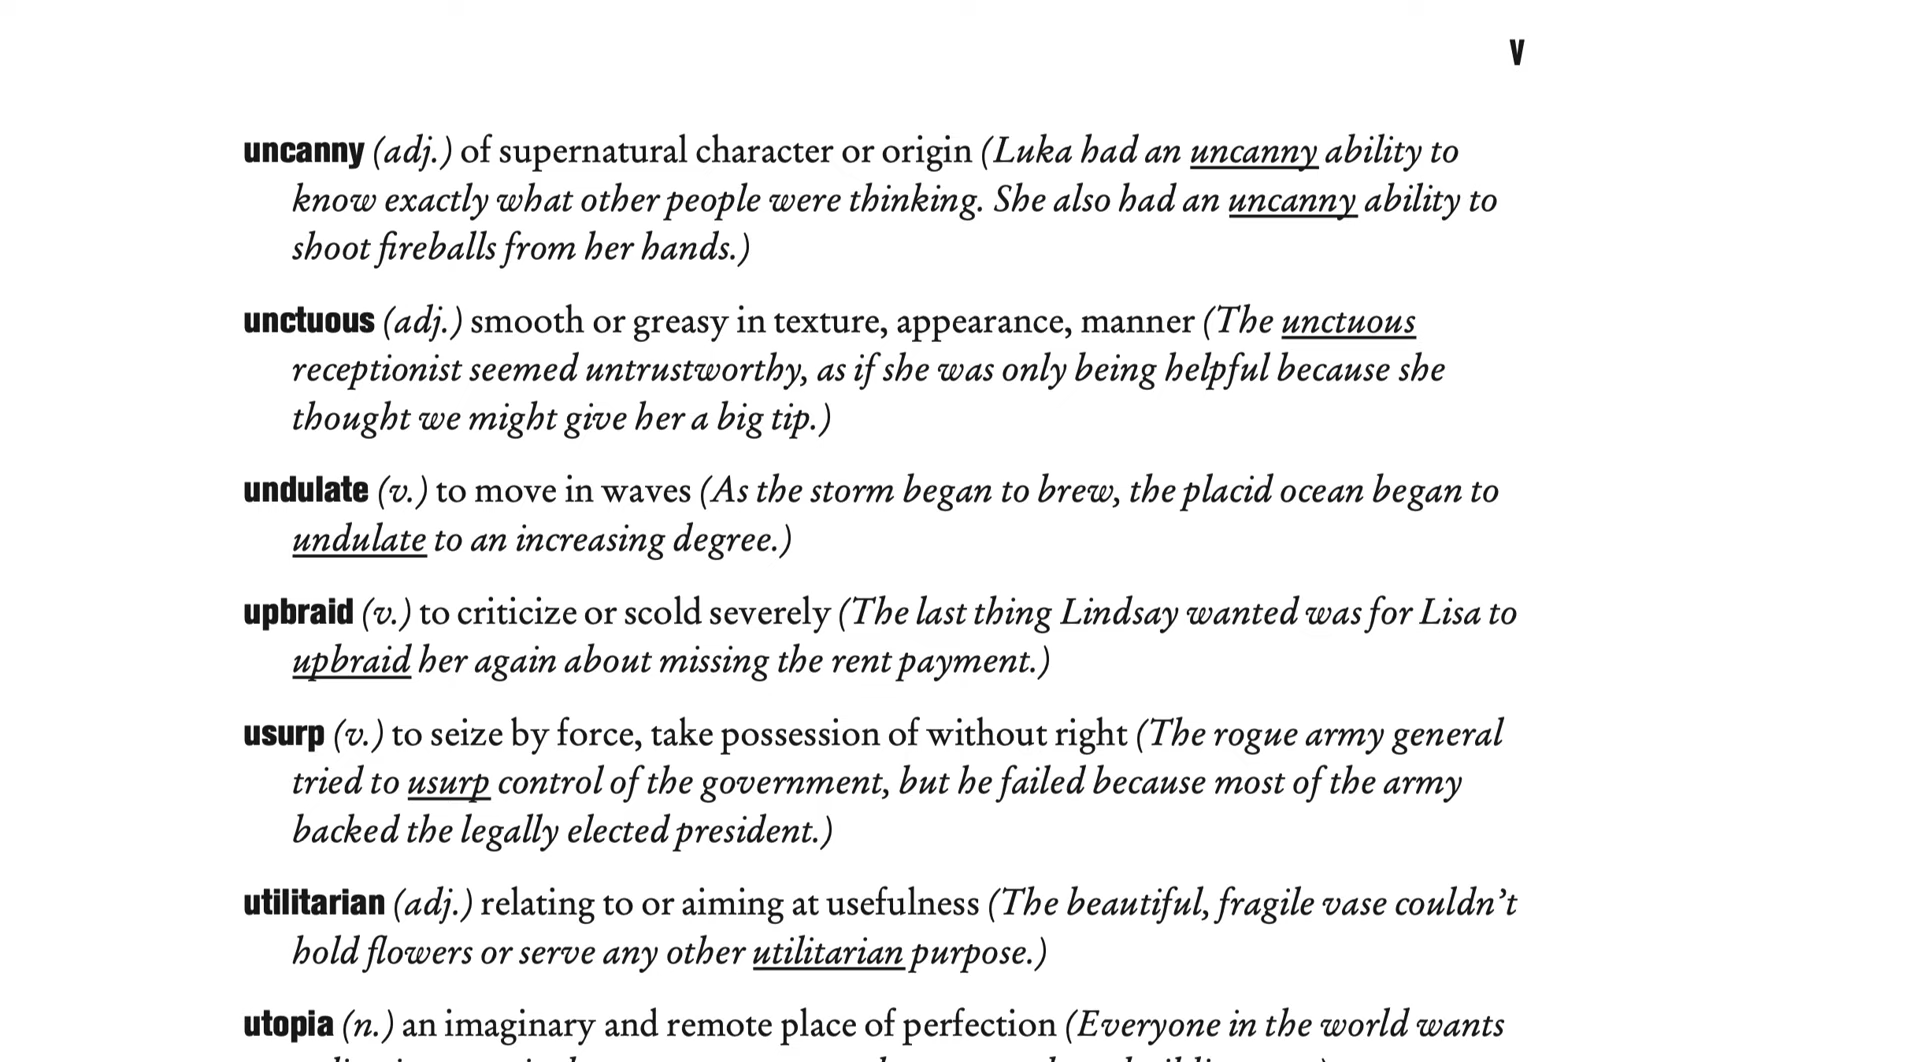 V
uncanny (adj.) of supernatural character or origin (Luka had an uncanny ability to
know exactly what other people were thinking. She also had an uncanny ability to
shoot fireballs from her hands.)
unctuous (adj.) smooth or greasy in texture, appearance, manner (The unctuous
receptionist seemed untrustworthy, as if she was only being helpful because she
thought we might give her a big tip.)
undulate (v.) to move in waves (As the storm began to brew, the placid ocean began to
undulate to an increasing degree.)
upbraid (v.) to criticize or scold severely (The last thing Lindsay wanted was for Lisa to
upbraid her again about missing the rent payment.)
usurp (v.) to seize by force, take possession of without right (The rogue army general
tried to usurp control of the government, but he failed because most of the army
backed the legally elected president.)
utilitarian (adj.) relating to or aiming at usefulness (The beautiful, fragile vase couldn’t
hold flowers or serve any other utilitarian purpose.)
utopia (n.) an imaginary and remote place of perfection (Everyone in the world wants